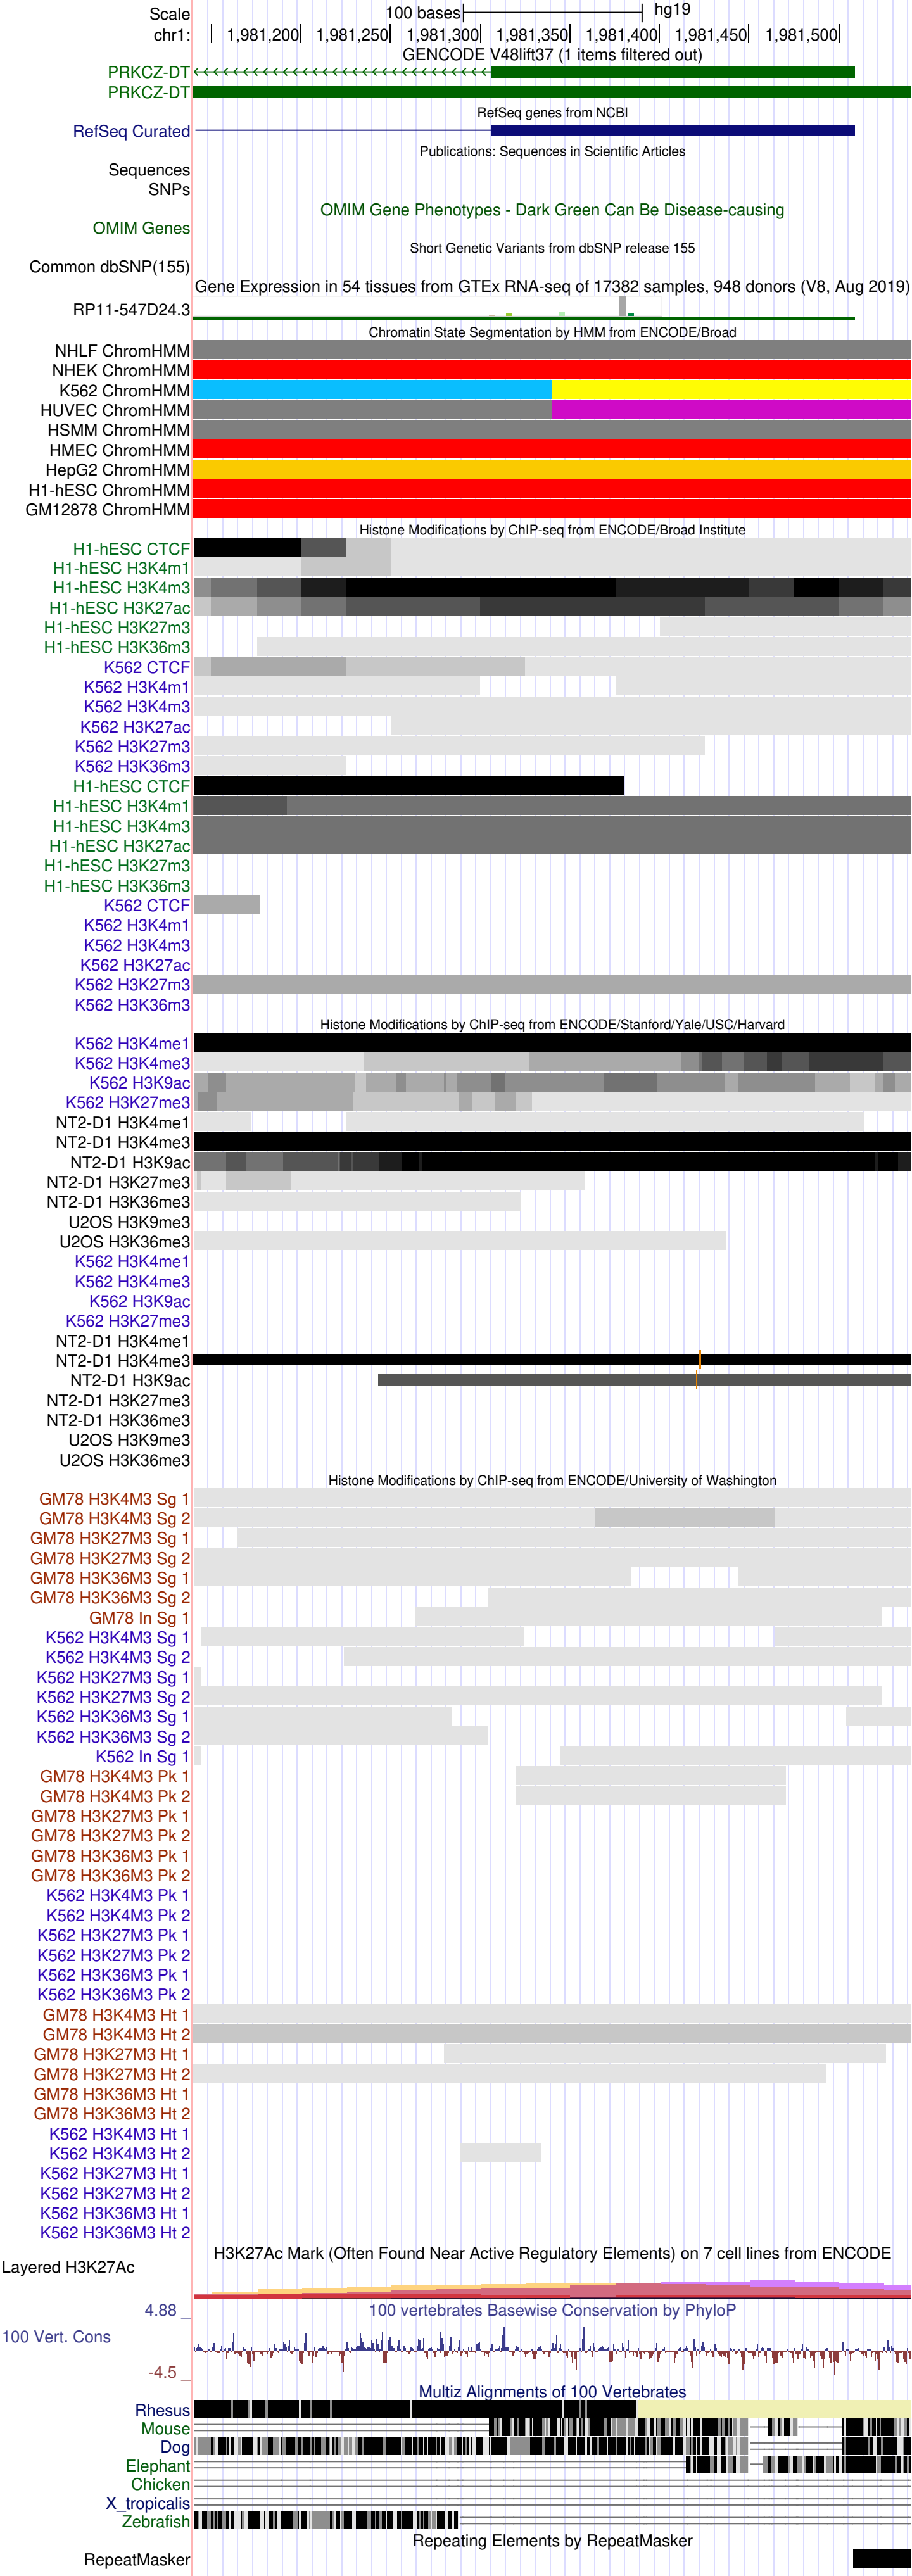 Scale 100 bases hg19
chr1: 1,981,200 1,981,250 1,981,300 1,981,350 1,981,400 1,981,450 1,981,500
GENCODE V48lift37 (1 items filtered out)
PRKCZ-DT
PRKCZ-DT
RefSeq genes from NCBI
RefSeq Curated
Publications: Sequences in Scientific Articles
Sequences
SNPs
OMIM Gene Phenotypes - Dark Green Can Be Disease-causing
OMIM Genes
Short Genetic Variants from dbSNP release 155
Common dbSNP(155)
Gene Expression in 54 tissues from GTEx RNA-seq of 17382 samples, 948 donors (V8, Aug 2019)
RP11-547D24.3
Chromatin State Segmentation by HMM from ENCODE/Broad
NHLF ChromHMM
NHEK ChromHMM
K562 ChromHMM
HUVEC ChromHMM
HSMM ChromHMM
HMEC ChromHMM
HepG2 ChromHMM
H1-hESC ChromHMM
GM12878 ChromHMM
Histone Modifications by ChIP-seq from ENCODE/Broad Institute
H1-hESC CTCF
H1-hESC H3K4m1
H1-hESC H3K4m3
H1-hESC H3K27ac
H1-hESC H3K27m3
H1-hESC H3K36m3
K562 CTCF
K562 H3K4m1
K562 H3K4m3
K562 H3K27ac
K562 H3K27m3
K562 H3K36m3
H1-hESC CTCF
H1-hESC H3K4m1
H1-hESC H3K4m3
H1-hESC H3K27ac
H1-hESC H3K27m3
H1-hESC H3K36m3
K562 CTCF
K562 H3K4m1
K562 H3K4m3
K562 H3K27ac
K562 H3K27m3
K562 H3K36m3
Histone Modifications by ChIP-seq from ENCODE/Stanford/Yale/USC/Harvard
K562 H3K4me1
K562 H3K4me3
K562 H3K9ac
K562 H3K27me3
NT2-D1 H3K4me1
NT2-D1 H3K4me3
NT2-D1 H3K9ac
NT2-D1 H3K27me3
NT2-D1 H3K36me3
U2OS H3K9me3
U2OS H3K36me3
K562 H3K4me1
K562 H3K4me3
K562 H3K9ac
K562 H3K27me3
NT2-D1 H3K4me1
NT2-D1 H3K4me3
NT2-D1 H3K9ac
NT2-D1 H3K27me3
NT2-D1 H3K36me3
U2OS H3K9me3
U2OS H3K36me3
Histone Modifications by ChIP-seq from ENCODE/University of Washington
GM78 H3K4M3 Sg 1
GM78 H3K4M3 Sg 2
GM78 H3K27M3 Sg 1
GM78 H3K27M3 Sg 2
GM78 H3K36M3 Sg 1
GM78 H3K36M3 Sg 2
GM78 In Sg 1
K562 H3K4M3 Sg 1
K562 H3K4M3 Sg 2
K562 H3K27M3 Sg 1
K562 H3K27M3 Sg 2
K562 H3K36M3 Sg 1
K562 H3K36M3 Sg 2
K562 In Sg 1
GM78 H3K4M3 Pk 1
GM78 H3K4M3 Pk 2
GM78 H3K27M3 Pk 1
GM78 H3K27M3 Pk 2
GM78 H3K36M3 Pk 1
GM78 H3K36M3 Pk 2
K562 H3K4M3 Pk 1
K562 H3K4M3 Pk 2
K562 H3K27M3 Pk 1
K562 H3K27M3 Pk 2
K562 H3K36M3 Pk 1
K562 H3K36M3 Pk 2
GM78 H3K4M3 Ht 1
GM78 H3K4M3 Ht 2
GM78 H3K27M3 Ht 1
GM78 H3K27M3 Ht 2
GM78 H3K36M3 Ht 1
GM78 H3K36M3 Ht 2
K562 H3K4M3 Ht 1
K562 H3K4M3 Ht 2
K562 H3K27M3 Ht 1
K562 H3K27M3 Ht 2
K562 H3K36M3 Ht 1
K562 H3K36M3 Ht 2
H3K27Ac Mark (Often Found Near Active Regulatory Elements) on 7 cell lines from ENCODE
Layered H3K27Ac
4.88 _ 100 vertebrates Basewise Conservation by PhyloP
100 Vert. Cons
-4.5 _
Multiz Alignments of 100 Vertebrates
Rhesus
Mouse
Dog
Elephant
Chicken
X_tropicalis
Zebrafish
Repeating Elements by RepeatMasker
RepeatMasker